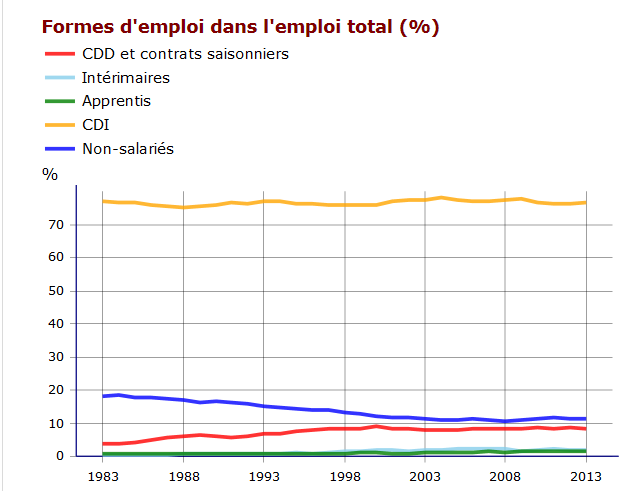 Formes d'emploi dans l'emploi total (%)
CDD et contrats saisonniers
Intérimaires
Apprentis
CDI
Non-salariés
%
70
60
50
40
30
20
10
0
1983 1988 1993 1998 2003 2008 2013